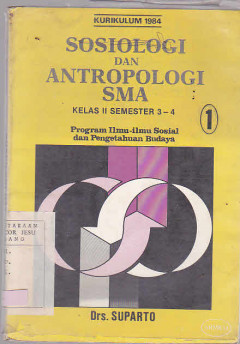 KURIKULUM 1984
SOSIOLOGI
DAN
ANTROPOLOGI
SMA
KELAS II SEMESTER 3 – 4
1
Program Ilmu-ilmu Sosial
dan Pengetahuan Budaya
Drs. SUPARTO